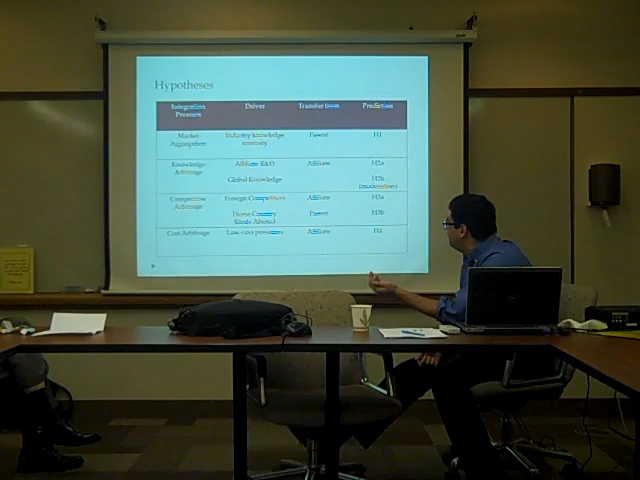 Hypotheses
Integration Pressure Driver Transfer from Prediction
Market Aggregation Industry knowledge intensity Parent H1
Knowledge Arbitrage Affiliate R&D Affiliate H2a
Global Knowledge H2b (moderation)
Competitive Arbitrage Foreign Competitors Affiliate H3a
Home Country Rivals Abroad Parent H3b
Cost Arbitrage Low-cost pressures Affiliate H4